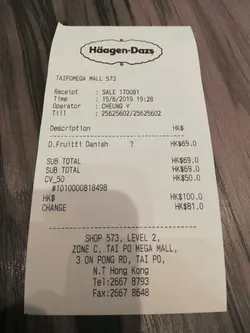 Häagen-Dazs
TAIPOMEGA MALL 573
Receipt : SALE 170081
Time : 15/6/2019 19:28
Operator : CHEUNG Y
Till : 25625602/25625602
Description HK$
D.Fruitti Danish ? HK$69.0
SUB TOTAL HK$69.0
SUB TOTAL HK$69.0
CV_50 HK$50.0
#1010000818498
HK$ HK$100.0
CHANGE HK$81.0
SHOP 573, LEVEL 2,
ZONE C, TAI PO MEGA MALL,
3 ON PONG RD, TAI PO,
N.T Hong Kong
Tel:2667 8793
Fax:2667 8648